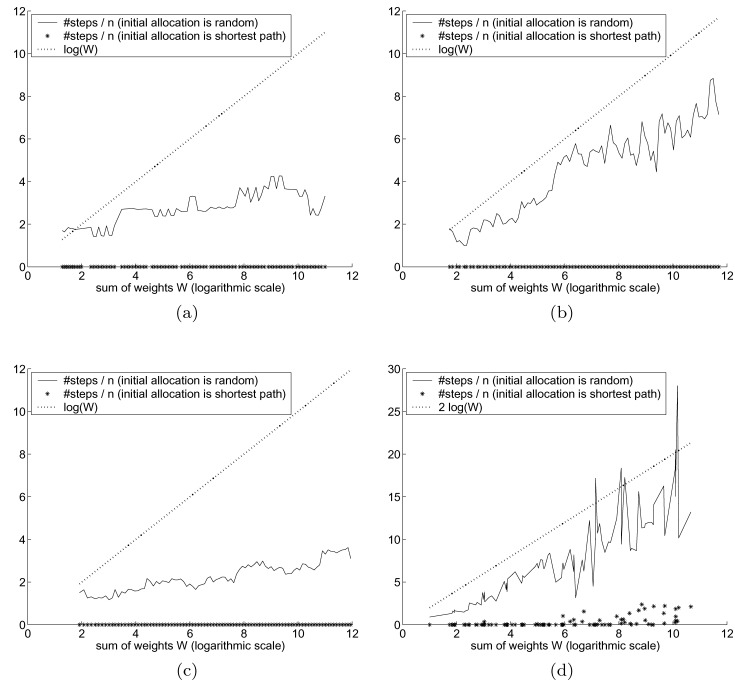 12
10
8
6
4
2
0
#steps / n (initial allocation is random)
#steps / n (initial allocation is shortest path)
log(W)
0 2 4 6 8 10 12
sum of weights W (logarithmic scale)
(a)
12
10
8
6
4
2
0
#steps / n (initial allocation is random)
#steps / n (initial allocation is shortest path)
log(W)
0 2 4 6 8 10 12
sum of weights W (logarithmic scale)
(b)
12
10
8
6
4
2
0
#steps / n (initial allocation is random)
#steps / n (initial allocation is shortest path)
log(W)
0 2 4 6 8 10 12
sum of weights W (logarithmic scale)
(c)
30
25
20
15
10
5
0
#steps / n (initial allocation is random)
#steps / n (initial allocation is shortest path)
2 log(W)
0 2 4 6 8 10 12
sum of weights W (logarithmic scale)
(d)